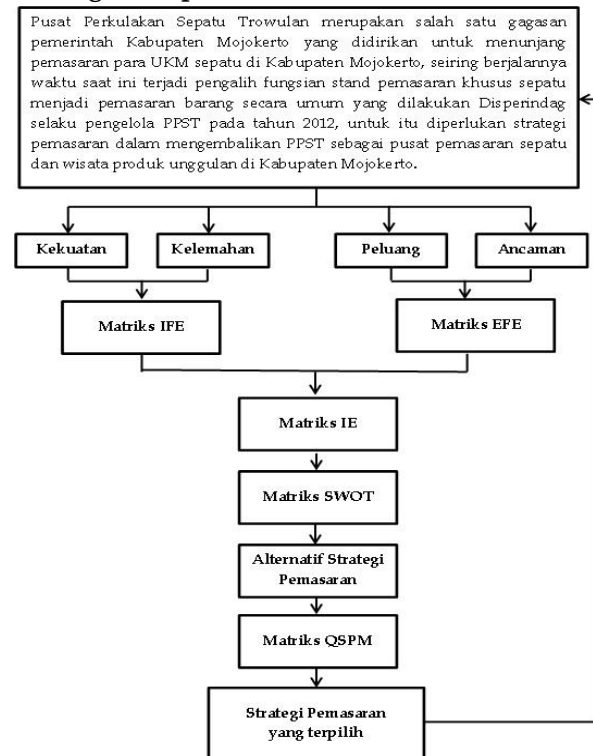 Pusat Perkulakan Sepatu Trowulan merupakan salah satu gagasan
pemerintah Kabupaten Mojokerto yang didirikan untuk menunjang
pemasaran para UKM sepatu di Kabupaten Mojokerto, seiring berjalannya
waktu saat ini terjadi pengalih fungsian stand pemasaran khusus sepatu
menjadi pemasaran barang secara umum yang dilakukan Disperindag
selaku pengelola PPST pada tahun 2012, untuk itu diperlukan strategi
pemasaran dalam mengembalikan PPST sebagai pusat pemasaran sepatu
dan wisata produk unggulan di Kabupaten Mojokerto.
Kekuatan
Kelemahan
Peluang
Ancaman
Matriks IFE
Matriks EFE
Matriks IE
Matriks SWOT
Alternatif Strategi
Pemasaran
Matriks QSPM
Strategi Pemasaran
yang terpilih